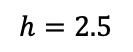 ℎ = 2.5